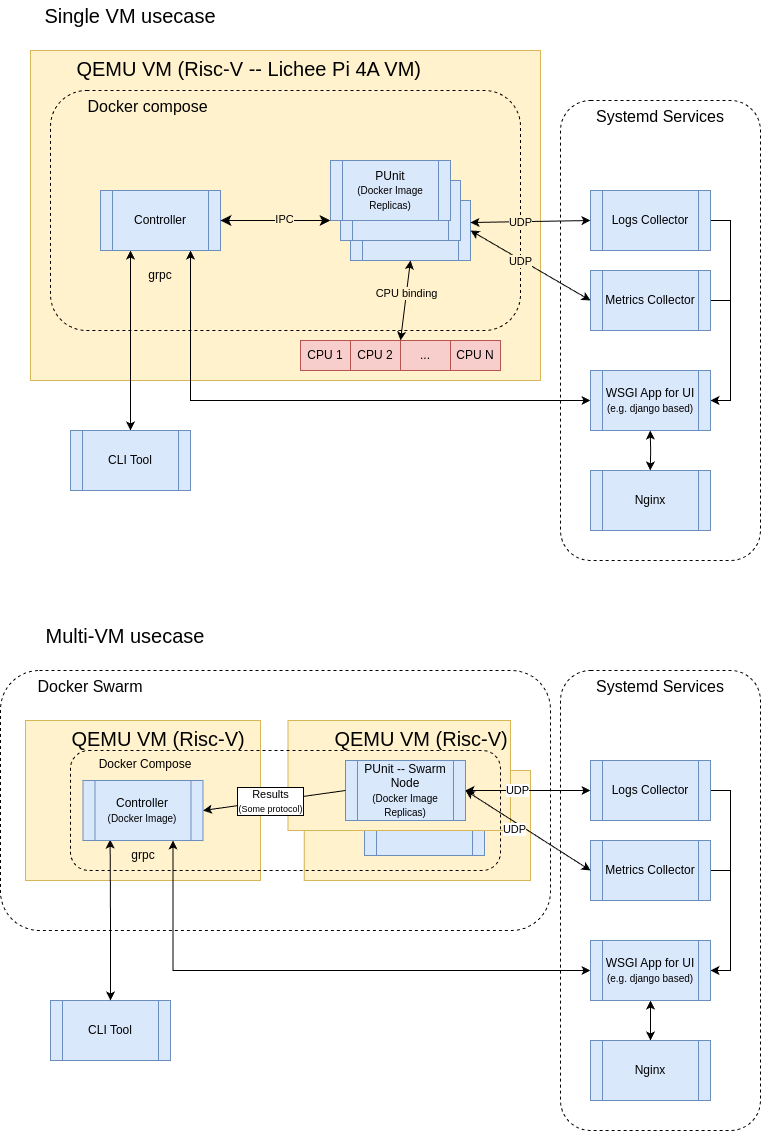 Single VM usecase
QEMU VM (Risc-V -- Lichee Pi 4A VM)
Docker compose
Systemd Services
PUnit
(Docker Image
Replicas)
Controller
IPC
UDP
Logs Collector
UDP
grpc
CPU binding
Metrics Collector
CPU 1
CPU 2
...
CPU N
WSGI App for UI
(e.g. django based)
CLI Tool
Nginx
Multi-VM usecase
Docker Swarm
Systemd Services
QEMU VM (Risc-V)
QEMU VM (Risc-V)
Docker Compose
PUnit -- Swarm
Node
(Docker Image
Replicas)
Controller
(Docker Image)
Results
(Some protocol)
UDP
Logs Collector
UDP
grpc
Metrics Collector
WSGI App for UI
(e.g. django based)
CLI Tool
Nginx